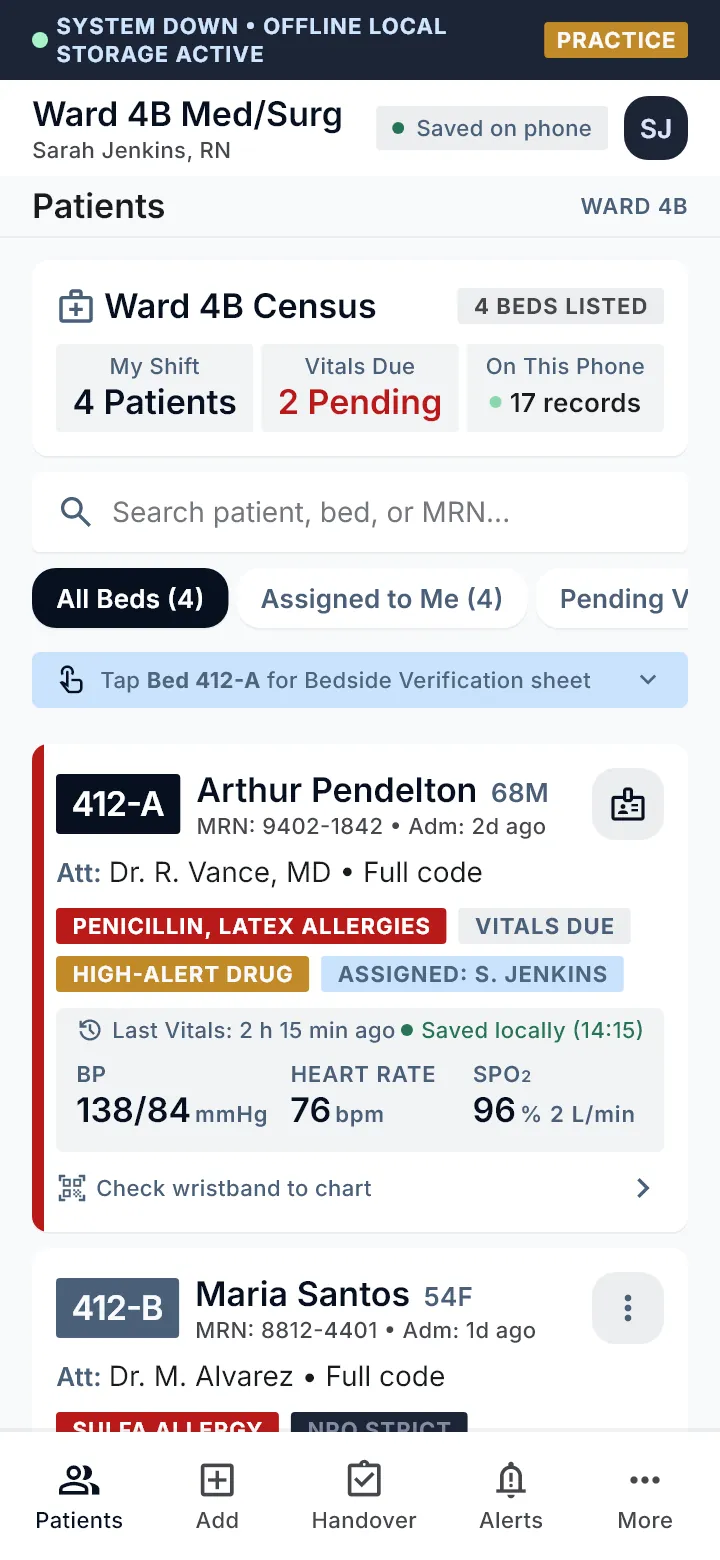 SYSTEM DOWN • OFFLINE LOCAL
STORAGE ACTIVE
PRACTICE
Ward 4B Med/Surg
Sarah Jenkins, RN
Saved on phone
SJ
Patients
WARD 4B
Ward 4B Census
4 BEDS LISTED
My Shift
4 Patients
Vitals Due
2 Pending
On This Phone
17 records
Search patient, bed, or MRN...
All Beds (4)
Assigned to Me (4)
Pending V
Tap Bed 412-A for Bedside Verification sheet
412-A
Arthur Pendelton 68M
MRN: 9402-1842 • Adm: 2d ago
Att: Dr. R. Vance, MD • Full code
PENICILLIN, LATEX ALLERGIES
VITALS DUE
HIGH-ALERT DRUG
ASSIGNED: S. JENKINS
Last Vitals: 2 h 15 min ago
Saved locally (14:15)
BP
138/84 mmHg
HEART RATE
76 bpm
SPO₂
96 % 2 L/min
Check wristband to chart
412-B
Maria Santos 54F
MRN: 8812-4401 • Adm: 1d ago
Att: Dr. M. Alvarez • Full code
SULFA ALLERGY
NPO STRICT
Patients
Add
Handover
Alerts
More